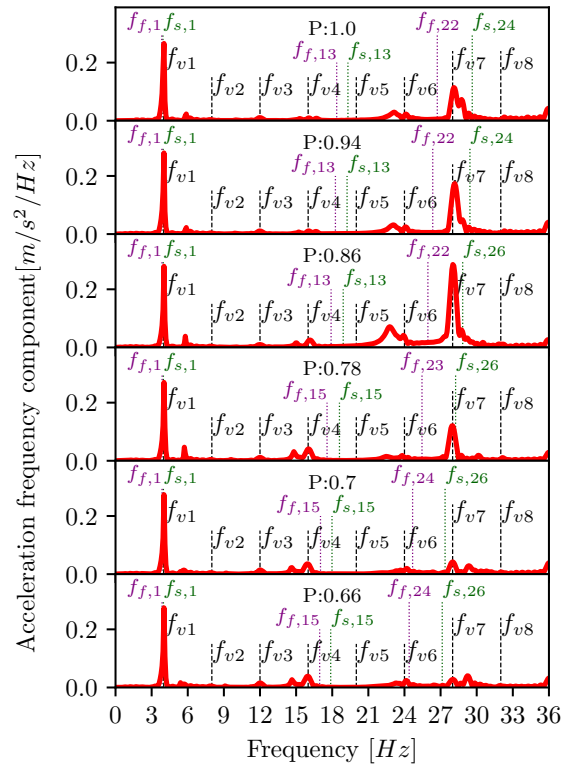 f_{f,1} f_{s,1} f_{f,22} f_{s,24}
P:1.0
f_{v1} f_{f,13} f_{s,13} f_{v7}
f_{v2} f_{v3} f_{v4} f_{v5} f_{v6} f_{v8}
0.2
0.0
f_{f,1} f_{s,1} P:0.94 f_{f,22} f_{s,24}
f_{v1} f_{f,13} f_{s,13} f_{v7}
f_{v2} f_{v3} f_{v4} f_{v5} f_{v6} f_{v8}
0.2
0.0
f_{f,1} f_{s,1} P:0.86 f_{f,22} f_{s,26}
f_{v1} f_{f,13} f_{s,13} f_{v7}
f_{v2} f_{v3} f_{v4} f_{v5} f_{v6} f_{v8}
0.2
0.0
f_{f,1} f_{s,1} P:0.78 f_{f,23} f_{s,26}
f_{v1} f_{f,15} f_{s,15} f_{v7}
f_{v2} f_{v3} f_{v4} f_{v5} f_{v6} f_{v8}
0.2
0.0
f_{f,1} f_{s,1} P:0.7 f_{f,24} f_{s,26}
f_{v1} f_{f,15} f_{s,15} f_{v7}
f_{v2} f_{v3} f_{v4} f_{v5} f_{v6} f_{v8}
0.2
0.0
f_{f,1} f_{s,1} P:0.66 f_{f,24} f_{s,26}
f_{v1} f_{f,15} f_{s,15} f_{v7}
f_{v2} f_{v3} f_{v4} f_{v5} f_{v6} f_{v8}
0.2
0.0
0 3 6 9 12 15 18 21 24 27 30 33 36
Frequency [Hz]
Acceleration frequency component[m/s²/Hz]